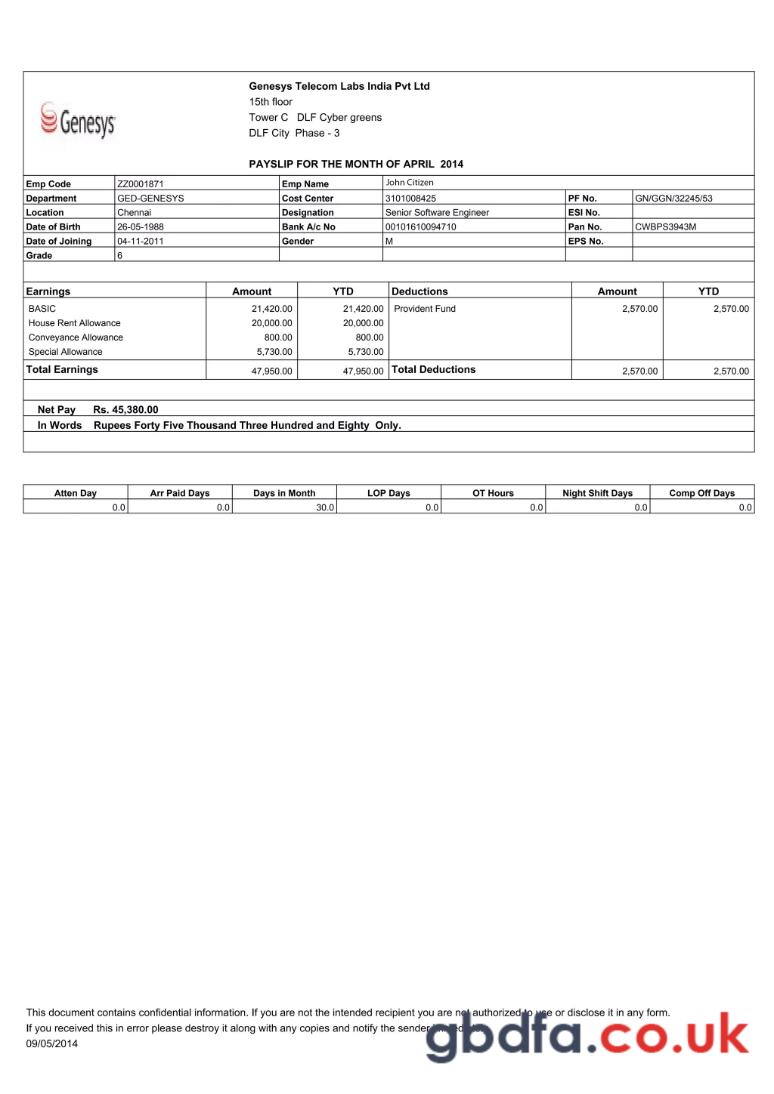 Genesys
Genesys Telecom Labs India Pvt Ltd
15th floor
Tower C DLF Cyber greens
DLF City Phase - 3
PAYSLIP FOR THE MONTH OF APRIL 2014
Emp Code ZZ0001871 Emp Name John Citizen
Department GED-GENESYS Cost Center 3101008425 PF No. GN/GGN/32245/53
Location Chennai Designation Senior Software Engineer ESI No.
Date of Birth 26-05-1988 Bank A/c No 00101610094710 Pan No. CWBPS3943M
Date of Joining 04-11-2011 Gender M EPS No.
Grade 6
Earnings Amount YTD Deductions Amount YTD
BASIC 21,420.00 21,420.00 Provident Fund 2,570.00 2,570.00
House Rent Allowance 20,000.00 20,000.00
Conveyance Allowance 800.00 800.00
Special Allowance 5,730.00 5,730.00
Total Earnings 47,950.00 47,950.00 Total Deductions 2,570.00 2,570.00
Net Pay Rs. 45,380.00
In Words Rupees Forty Five Thousand Three Hundred and Eighty Only.
Atten Day Arr Paid Days Days in Month LOP Days OT Hours Night Shift Days Comp Off Days
0.0 0.0 30.0 0.0 0.0 0.0 0.0
This document contains confidential information. If you are not the intended recipient you are not authorized to use or disclose it in any form.
If you received this in error please destroy it along with any copies and notify the sender
09/05/2014
gbdfa.co.uk